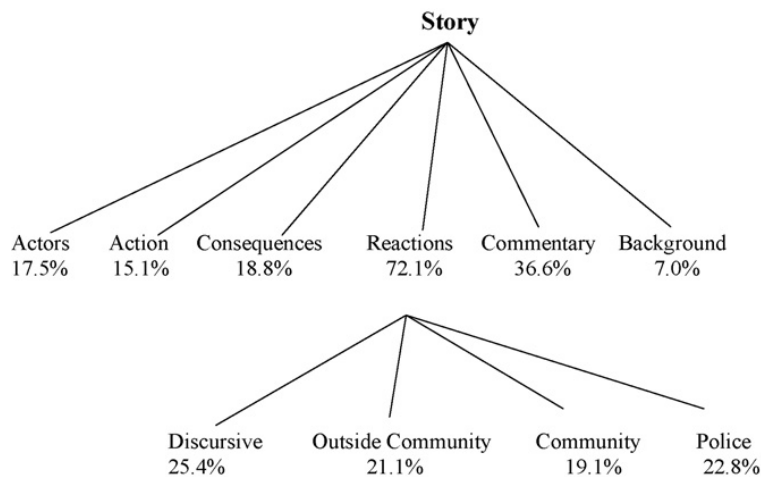 Story
Actors Action Consequences Reactions Commentary Background
17.5% 15.1% 18.8% 72.1% 36.6% 7.0%
Discursive Outside Community Community Police
25.4% 21.1% 19.1% 22.8%